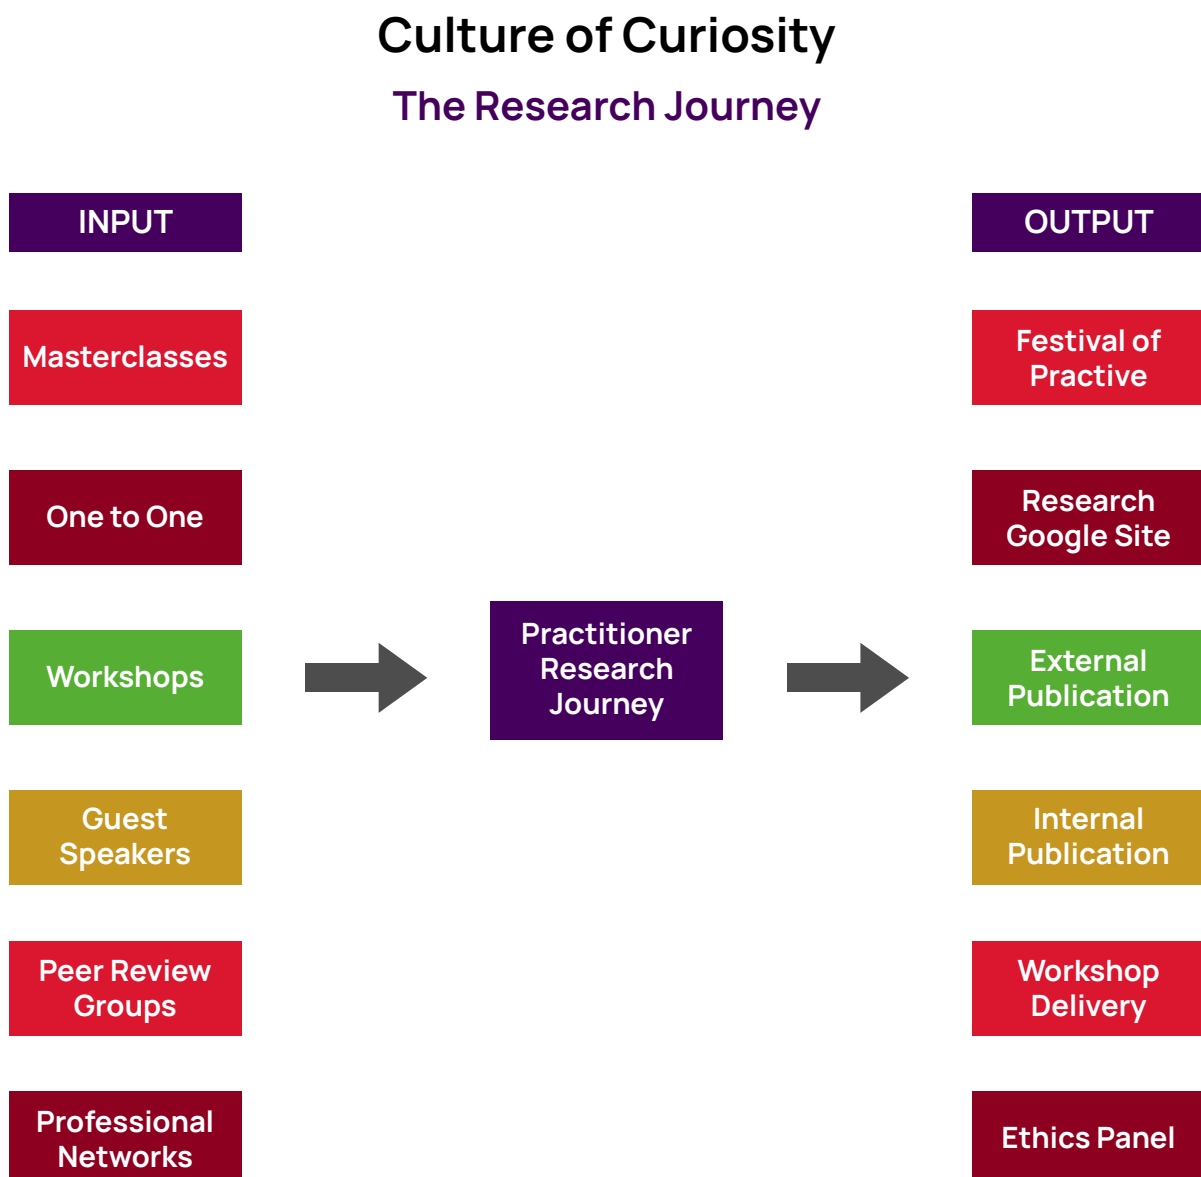 Culture of Curiosity
The Research Journey
INPUT
Masterclasses
One to One
Workshops
Guest
Speakers
Peer Review
Groups
Professional
Networks
Practitioner
Research
Journey
OUTPUT
Festival of
Practive
Research
Google Site
External
Publication
Internal
Publication
Workshop
Delivery
Ethics Panel